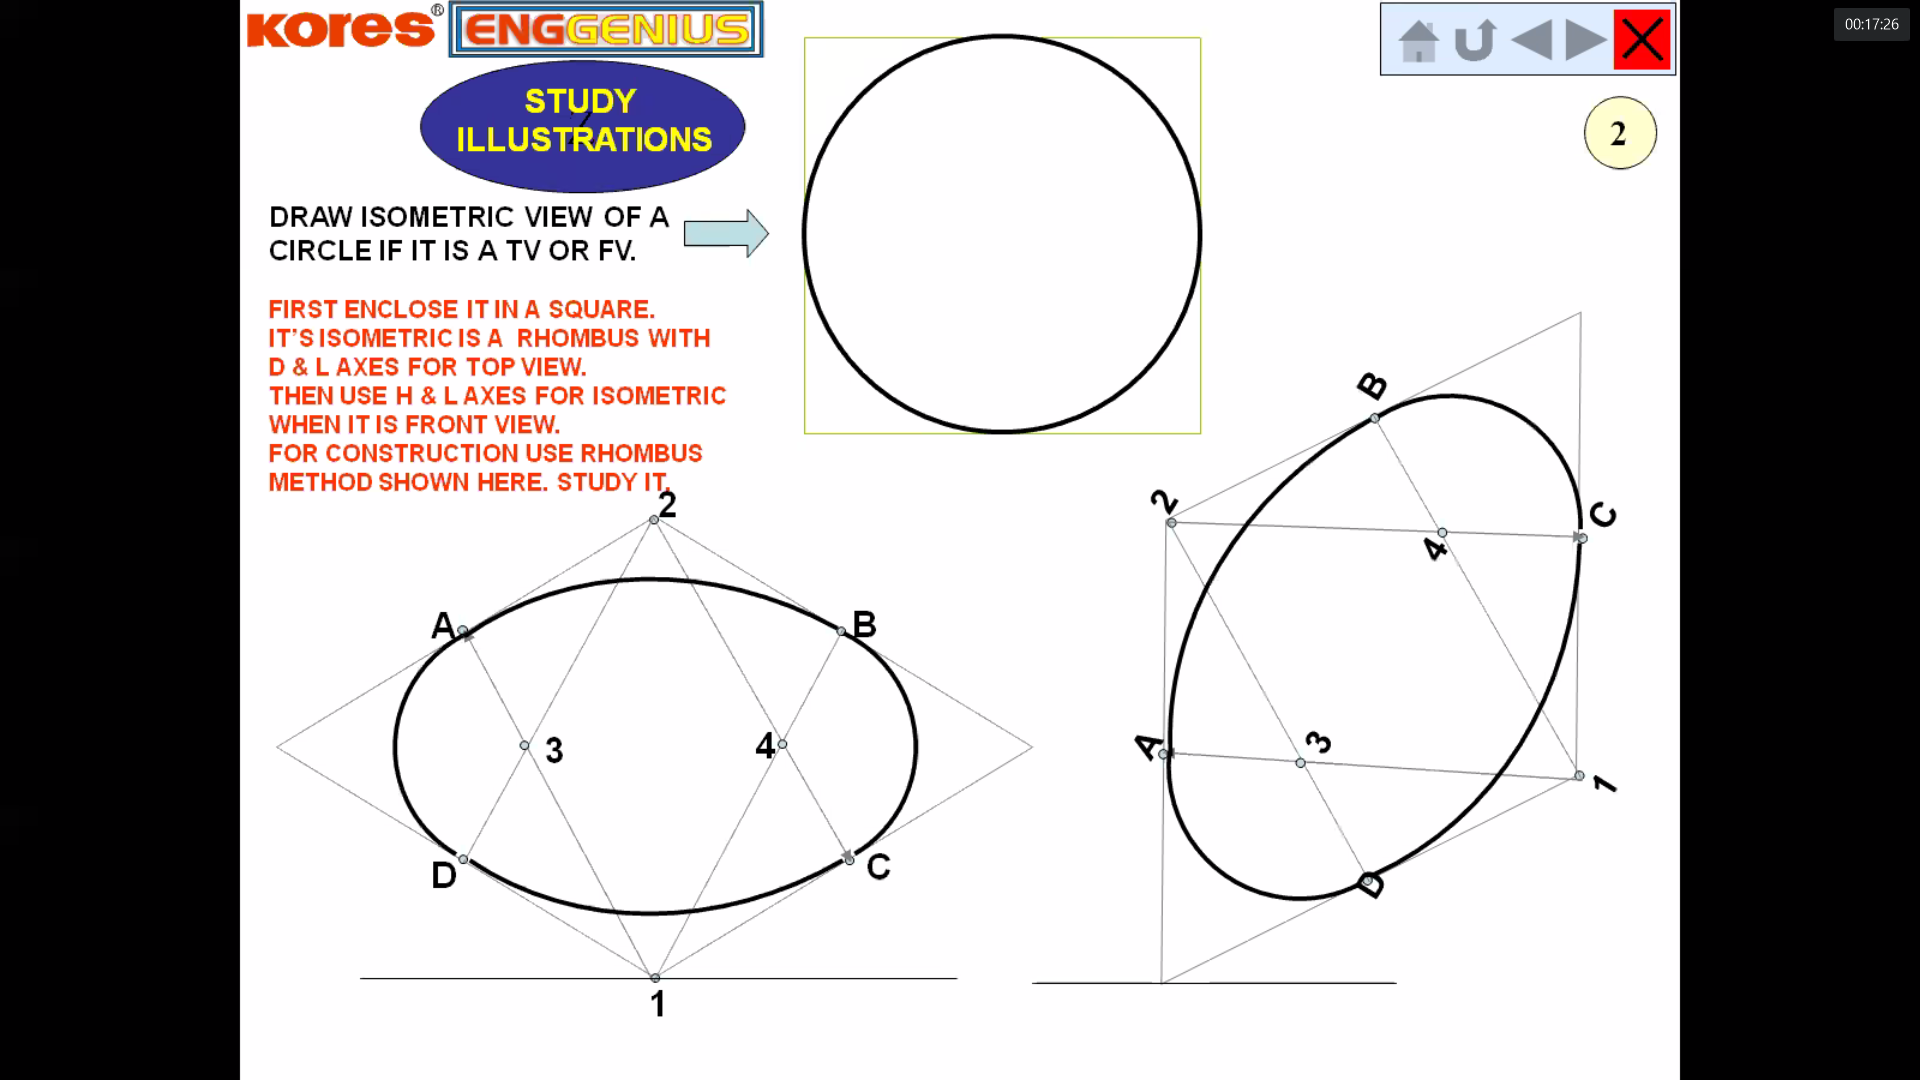 KORES® ENGGENIUS
00:17:26
STUDY
ILLUSTRATIONS
2
DRAW ISOMETRIC VIEW OF A
CIRCLE IF IT IS A TV OR FV.
FIRST ENCLOSE IT IN A SQUARE.
IT'S ISOMETRIC IS A RHOMBUS WITH
D & L AXES FOR TOP VIEW.
THEN USE H & L AXES FOR ISOMETRIC
WHEN IT IS FRONT VIEW.
FOR CONSTRUCTION USE RHOMBUS
METHOD SHOWN HERE. STUDY IT.
2
A
B
3
4
D
C
1
B
2
C
4
A
3
1
D